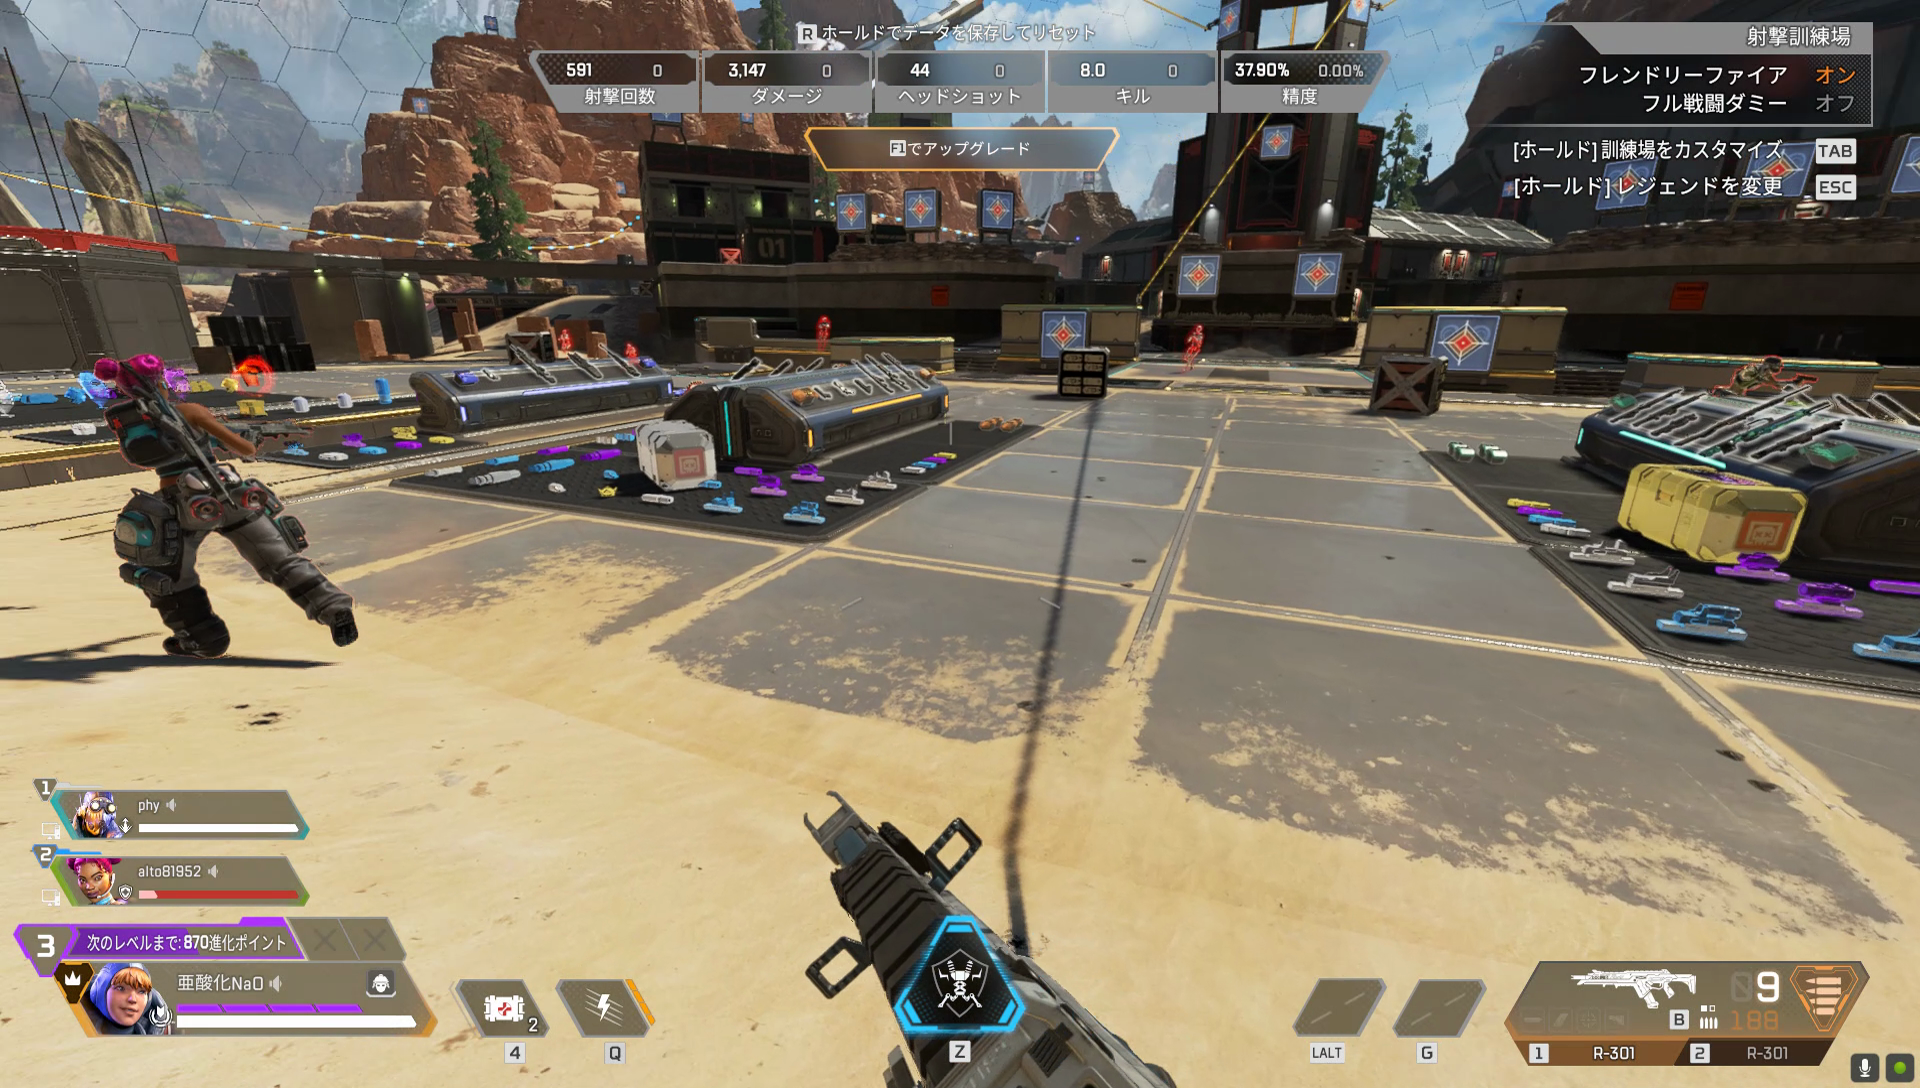 R ホールドでデータを保存してリセット
591 0 3,147 0 44 0 8.0 0 37.90% 0.00%
射撃回数 ダメージ ヘッドショット キル 精度
F1でアップグレード
射撃訓練場
フレンドリーファイア オン
フル戦闘ダミー オフ
[ホールド]訓練場をカスタマイズ TAB
[ホールド]レジェンドを変更 ESC
01
1
phy
2
alto81952
3
次のレベルまで:870進化ポイント
亜酸化NaO
2
4
Q
Z
LALT
G
09
188
B
1 R-301 2 R-301